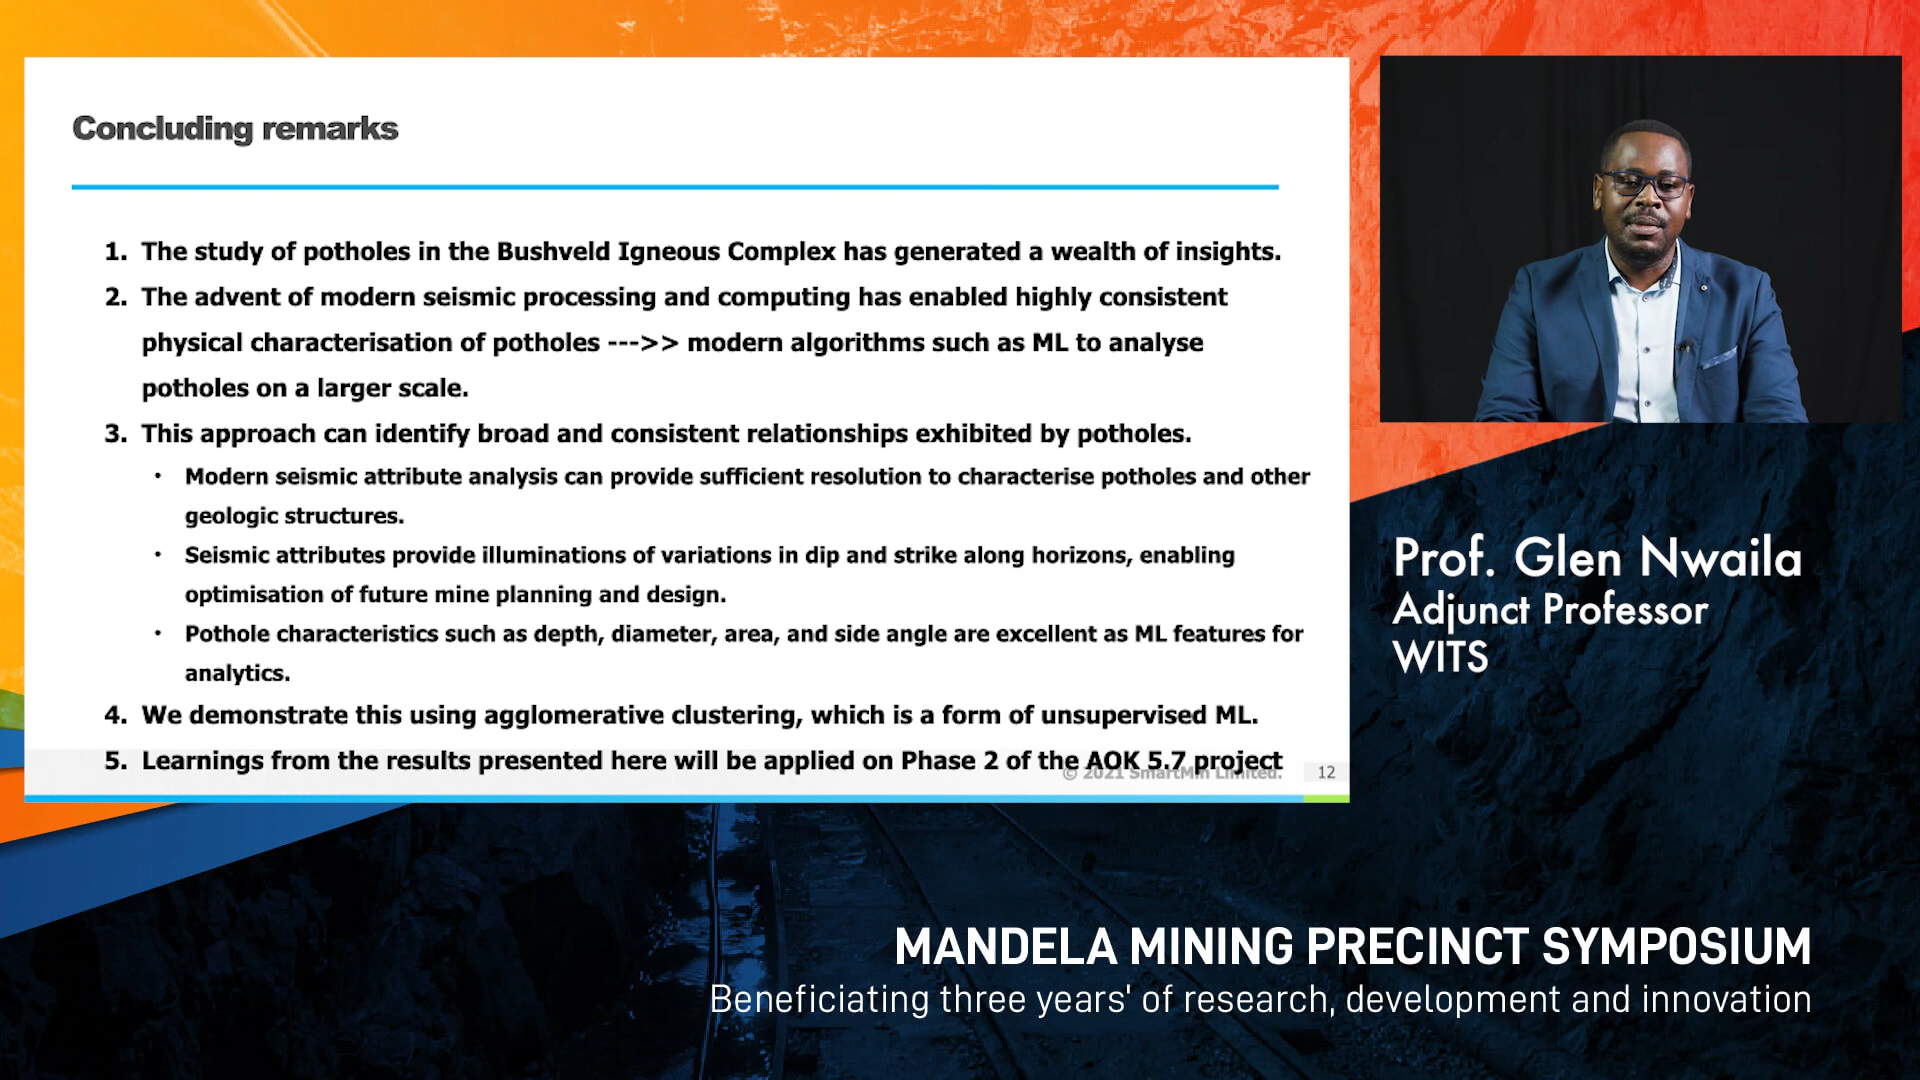 Concluding remarks
1. The study of potholes in the Bushveld Igneous Complex has generated a wealth of insights.
2. The advent of modern seismic processing and computing has enabled highly consistent
physical characterisation of potholes --->> modern algorithms such as ML to analyse
potholes on a larger scale.
3. This approach can identify broad and consistent relationships exhibited by potholes.
• Modern seismic attribute analysis can provide sufficient resolution to characterise potholes and other
geologic structures.
• Seismic attributes provide illuminations of variations in dip and strike along horizons, enabling
optimisation of future mine planning and design.
• Pothole characteristics such as depth, diameter, area, and side angle are excellent as ML features for
analytics.
4. We demonstrate this using agglomerative clustering, which is a form of unsupervised ML.
5. Learnings from the results presented here will be applied on Phase 2 of the AOK 5.7 project
© 2021 SmartMin Limited.
12
Prof. Glen Nwaila
Adjunct Professor
WITS
MANDELA MINING PRECINCT SYMPOSIUM
Beneficiating three years' of research, development and innovation